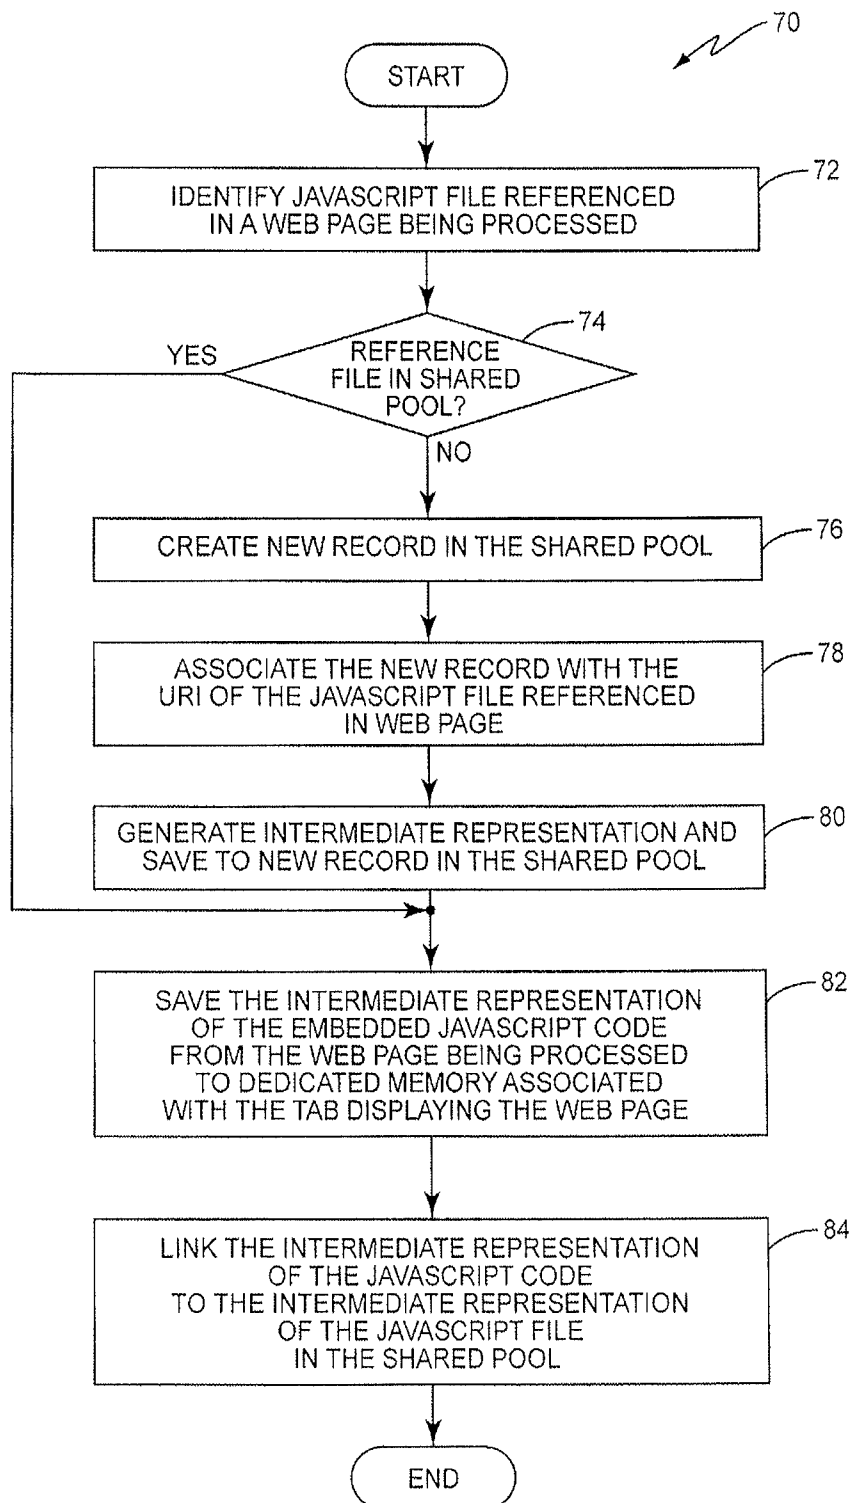 70
START
72
IDENTIFY JAVASCRIPT FILE REFERENCED
IN A WEB PAGE BEING PROCESSED
74
YES
REFERENCE
FILE IN SHARED
POOL?
NO
76
CREATE NEW RECORD IN THE SHARED POOL
78
ASSOCIATE THE NEW RECORD WITH THE
URI OF THE JAVASCRIPT FILE REFERENCED
IN WEB PAGE
80
GENERATE INTERMEDIATE REPRESENTATION AND
SAVE TO NEW RECORD IN THE SHARED POOL
82
SAVE THE INTERMEDIATE REPRESENTATION
OF THE EMBEDDED JAVASCRIPT CODE
FROM THE WEB PAGE BEING PROCESSED
TO DEDICATED MEMORY ASSOCIATED
WITH THE TAB DISPLAYING THE WEB PAGE
84
LINK THE INTERMEDIATE REPRESENTATION
OF THE JAVASCRIPT CODE
TO THE INTERMEDIATE REPRESENTATION
OF THE JAVASCRIPT FILE
IN THE SHARED POOL
END